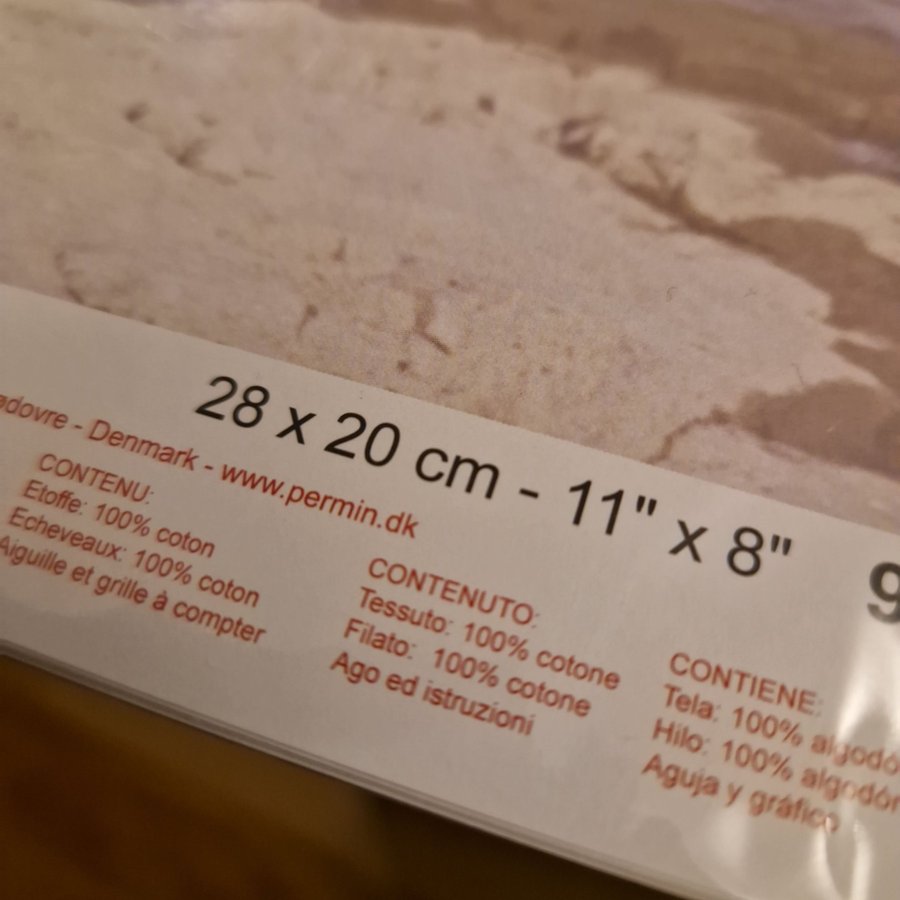 28 x 20 cm - 11" x 8"
- Denmark - www.permin.dk
CONTENU:
Etoffe: 100% coton
Echeveaux: 100% coton
Aiguille et grille à compter
CONTENUTO:
Tessuto: 100% cotone
Filato: 100% cotone
Ago ed istruzioni
CONTIENE:
Tela: 100%
Hilo: 100%
Aguja y gráfico